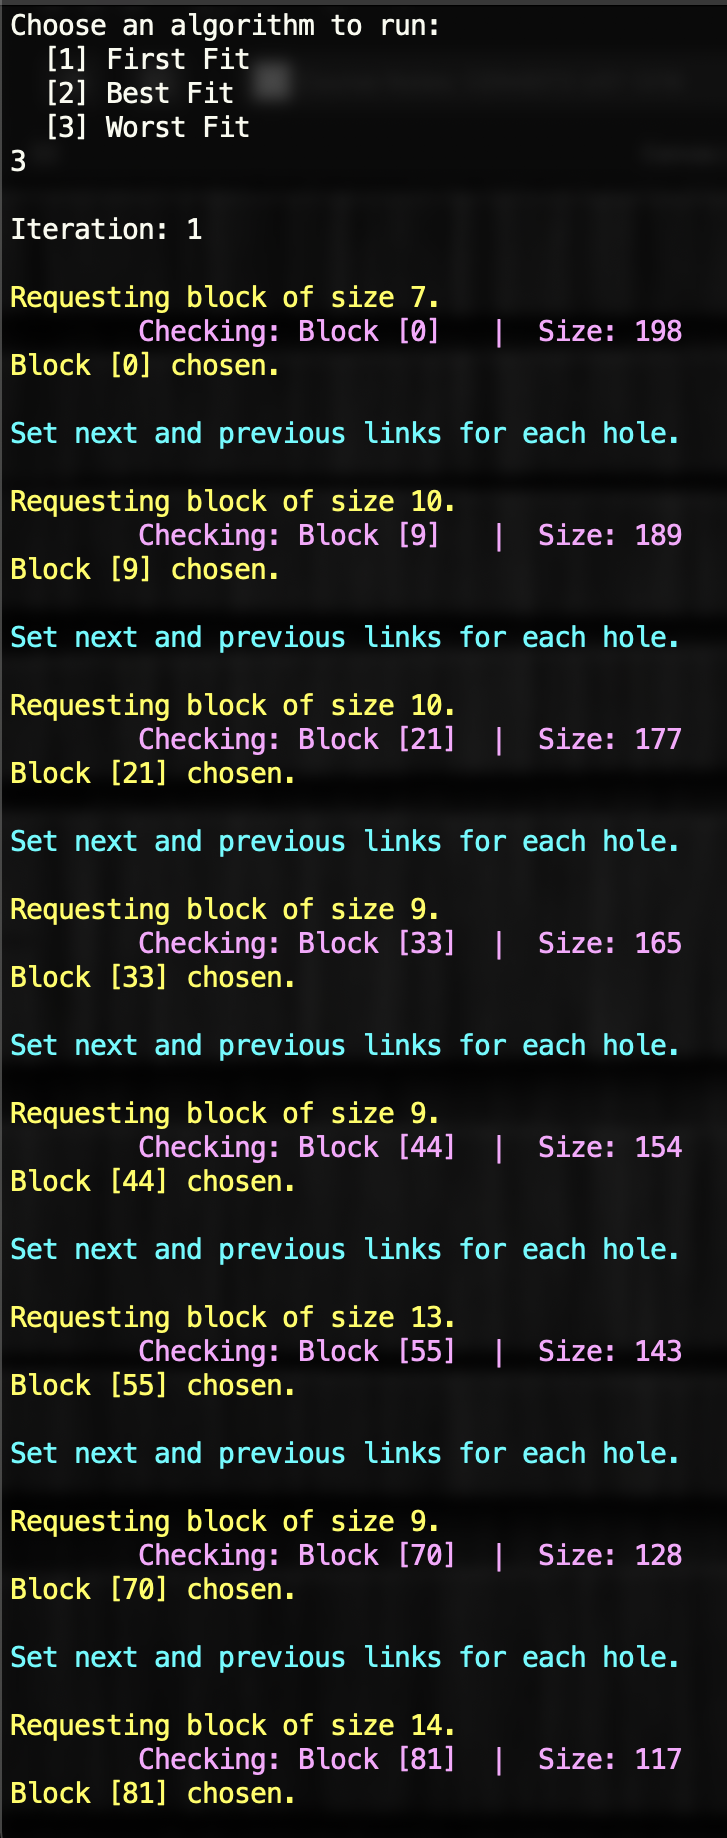 Choose an algorithm to run:
[1] First Fit
[2] Best Fit
[3] Worst Fit
3
Iteration: 1
Requesting block of size 7.
Checking: Block [0] | Size: 198
Block [0] chosen.
Set next and previous links for each hole.
Requesting block of size 10.
Checking: Block [9] | Size: 189
Block [9] chosen.
Set next and previous links for each hole.
Requesting block of size 10.
Checking: Block [21] | Size: 177
Block [21] chosen.
Set next and previous links for each hole.
Requesting block of size 9.
Checking: Block [33] | Size: 165
Block [33] chosen.
Set next and previous links for each hole.
Requesting block of size 9.
Checking: Block [44] | Size: 154
Block [44] chosen.
Set next and previous links for each hole.
Requesting block of size 13.
Checking: Block [55] | Size: 143
Block [55] chosen.
Set next and previous links for each hole.
Requesting block of size 9.
Checking: Block [70] | Size: 128
Block [70] chosen.
Set next and previous links for each hole.
Requesting block of size 14.
Checking: Block [81] | Size: 117
Block [81] chosen.